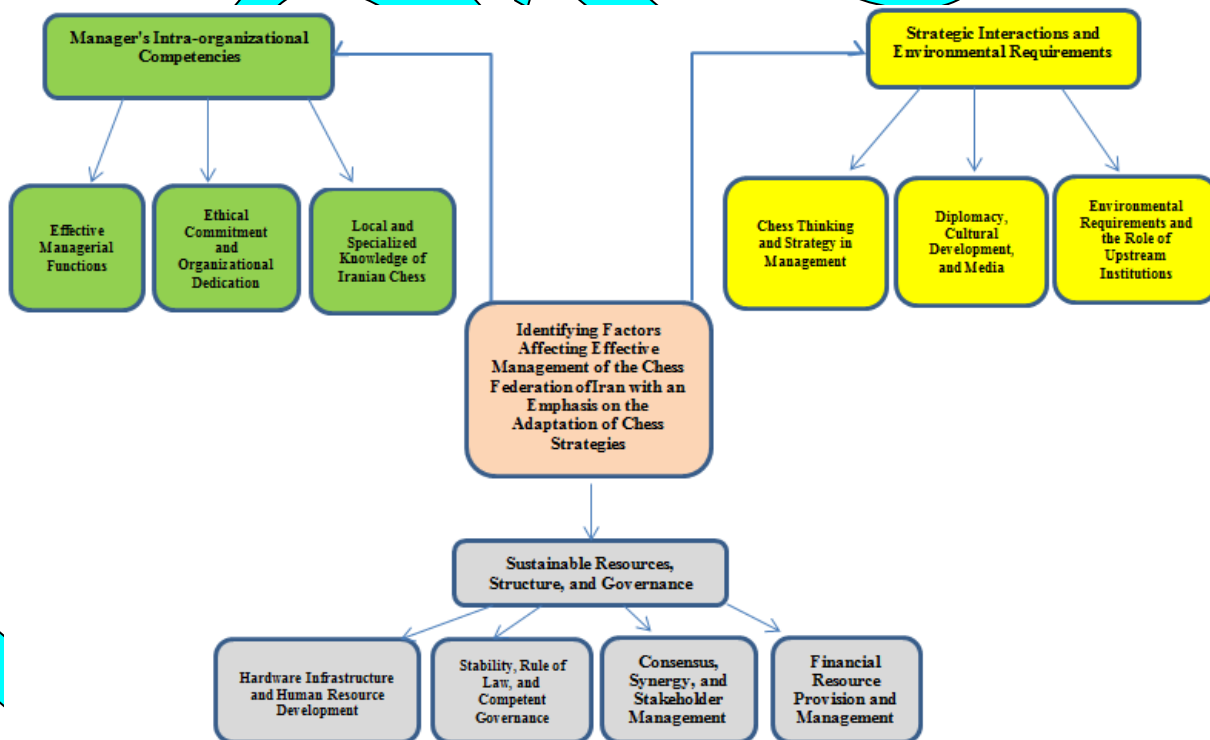 Manager's Intra-organizational
Competencies
Strategic Interactions and
Environmental Requirements
Effective
Managerial
Functions
Ethical
Commitment
and
Organizational
Dedication
Local and
Specialized
Knowledge of
Iranian Chess
Chess Thinking
and Strategy in
Management
Diplomacy,
Cultural
Development,
and Media
Environmental
Requirements and
the Role of
Upstream
Institutions
Identifying Factors
Affecting Effective
Management of the Chess
Federation of Iran with an
Emphasis on the
Adaptation of Chess
Strategies
Sustainable Resources,
Structure, and Governance
Hardware Infrastructure
and Human Resource
Development
Stability, Rule of
Law, and
Competent
Governance
Consensus,
Synergy, and
Stakeholder
Management
Financial
Resource
Provision and
Management